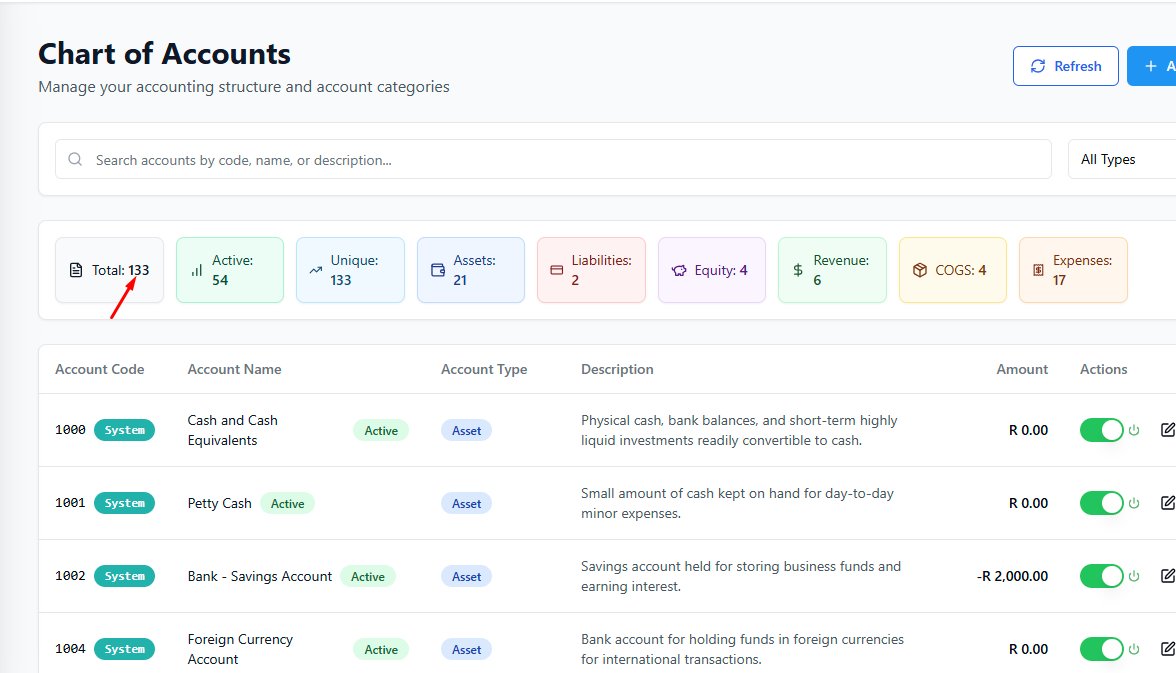 Chart of Accounts
Manage your accounting structure and account categories
Refresh
A
Search accounts by code, name, or description...
All Types
Total: 133
Active:
54
Unique:
133
Assets:
21
Liabilities:
2
Equity: 4
Revenue:
6
COGS: 4
Expenses:
17
Account Code Account Name Account Type Description Amount Actions
1000 System
Cash and Cash
Equivalents
Active
Asset
Physical cash, bank balances, and short-term highly
liquid investments readily convertible to cash.
R 0.00
1001 System
Petty Cash
Active
Asset
Small amount of cash kept on hand for day-to-day
minor expenses.
R 0.00
1002 System
Bank - Savings Account
Active
Asset
Savings account held for storing business funds and
earning interest.
-R 2,000.00
1004 System
Foreign Currency
Account
Active
Asset
Bank account for holding funds in foreign currencies
for international transactions.
R 0.00